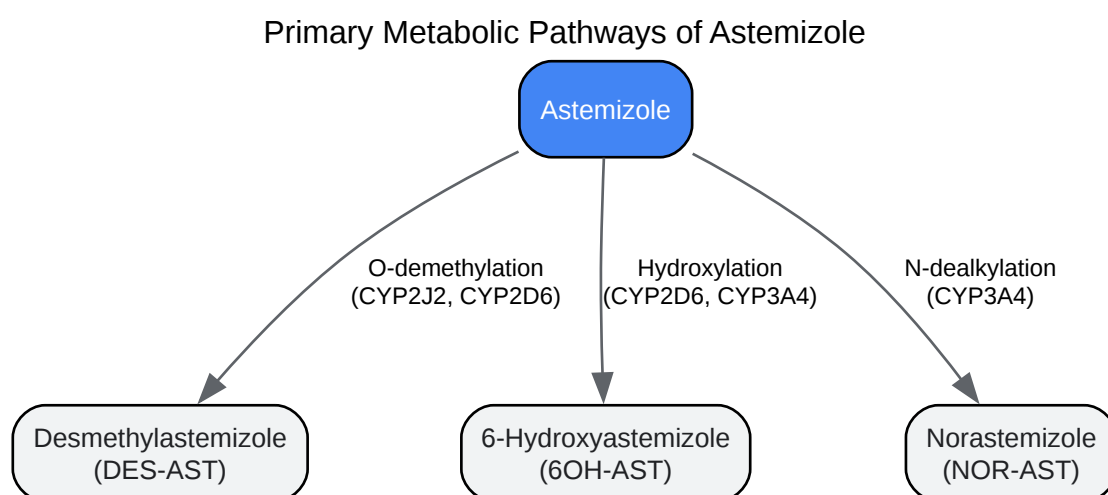 Primary Metabolic Pathways of Astemizole
Astemizole
O-demethylation
(CYP2J2, CYP2D6)
Hydroxylation
(CYP2D6, CYP3A4)
N-dealkylation
(CYP3A4)
Desmethylastemizole
(DES-AST)
6-Hydroxyastemizole
(6OH-AST)
Norastemizole
(NOR-AST)